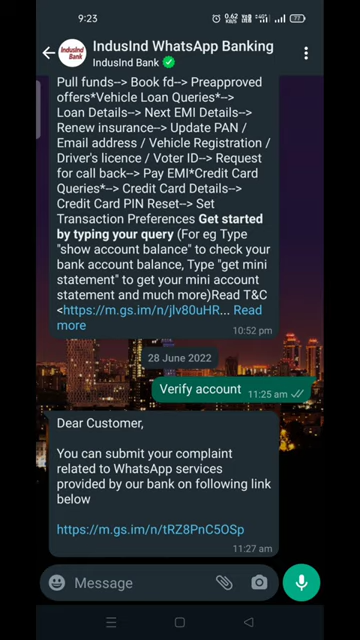 9:23
0.62 KB/s 77
IndusInd WhatsApp Banking
IndusInd Bank
IndusInd Bank
Pull funds--> Book fd--> Preapproved
offers*Vehicle Loan Queries*-->
Loan Details--> Next EMI Details-->
Renew insurance--> Update PAN /
Email address / Vehicle Registration /
Driver's licence / Voter ID--> Request
for call back--> Pay EMI*Credit Card
Queries*--> Credit Card Details-->
Credit Card PIN Reset--> Set
Transaction Preferences Get started
by typing your query (For eg Type
"show account balance" to check your
bank account balance, Type "get mini
statement" to get your mini account
statement and much more)Read T&C
<https://m.gs.im/n/jlv80uHR... Read
more
10:52 pm
28 June 2022
Verify account 11:25 am
Dear Customer,
You can submit your complaint
related to WhatsApp services
provided by our bank on following link
below
https://m.gs.im/n/tRZ8PnC5OSp
11:27 am
Message